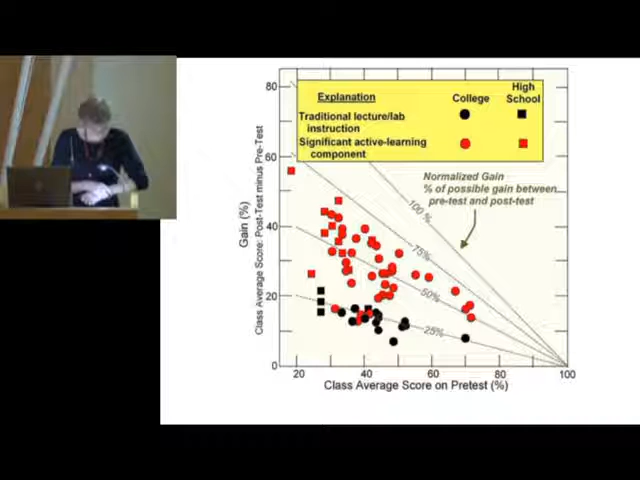 Explanation
College
High
School
Traditional lecture/lab
instruction
Significant active-learning
component
Normalized Gain
% of possible gain between
pre-test and post-test
100 %
75%
50%
25%
80
60
40
20
0
Gain (%)
Class Average Score: Post-Test minus Pre-Test
20
40
60
80
100
Class Average Score on Pretest (%)